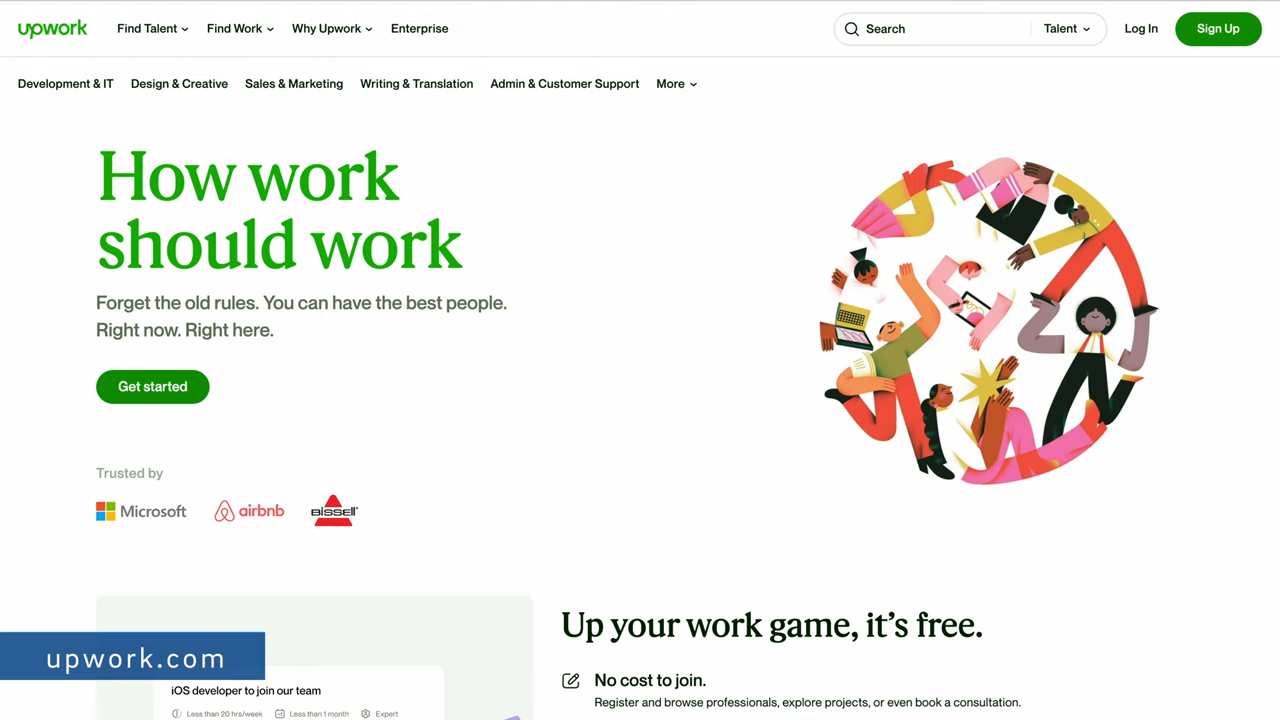 upwork Find Talent Find Work Why Upwork Enterprise Search Talent Log In Sign Up
Development & IT Design & Creative Sales & Marketing Writing & Translation Admin & Customer Support More
How work
should work
Forget the old rules. You can have the best people.
Right now. Right here.
Get started
Trusted by
Microsoft airbnb BISSELL
Up your work game, it's free.
upwork.com
No cost to join.
iOS developer to join our team
Register and browse professionals, explore projects, or even book a consultation.
Less than 20 hrs/week Less than 1 month Expert